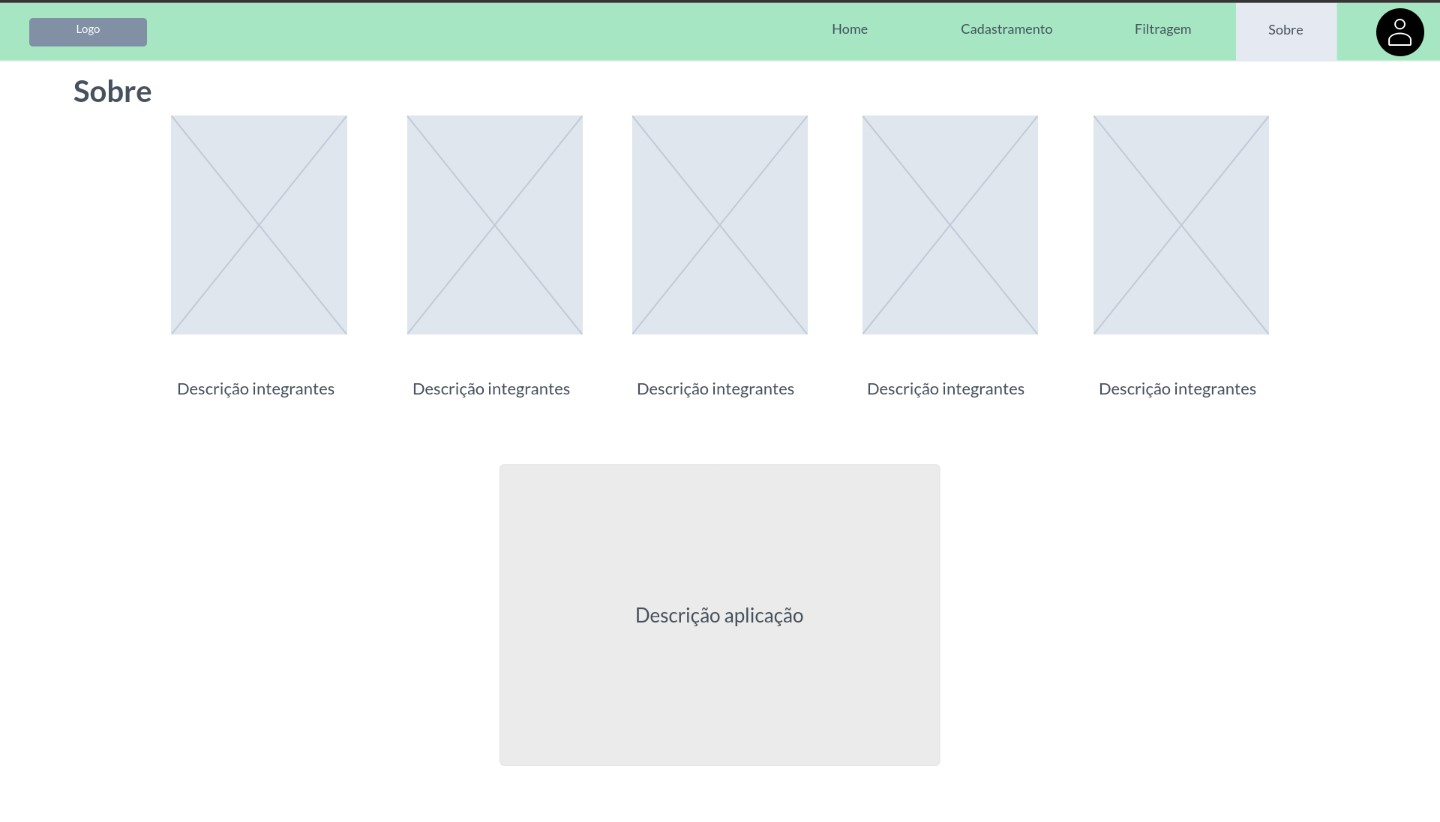 Logo
Home
Cadastramento
Filtragem
Sobre
Sobre
Descrição integrantes
Descrição integrantes
Descrição integrantes
Descrição integrantes
Descrição integrantes
Descrição aplicação